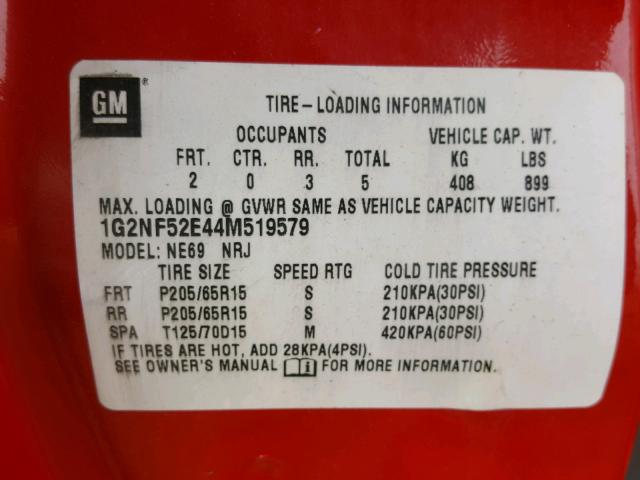 GM ®
TIRE-LOADING INFORMATION
OCCUPANTS VEHICLE CAP. WT.
FRT. CTR. RR. TOTAL KG LBS
2 0 3 5 408 899
MAX. LOADING @ GVWR SAME AS VEHICLE CAPACITY WEIGHT.
1G2NF52E44M519579
MODEL: NE69 NRJ
TIRE SIZE SPEED RTG COLD TIRE PRESSURE
FRT P205/65R15 S 210KPA(30PSI)
RR P205/65R15 S 210KPA(30PSI)
SPA T125/70D15 M 420KPA(60PSI)
IF TIRES ARE HOT, ADD 28KPA(4PSI).
SEE OWNER'S MANUAL i FOR MORE INFORMATION.